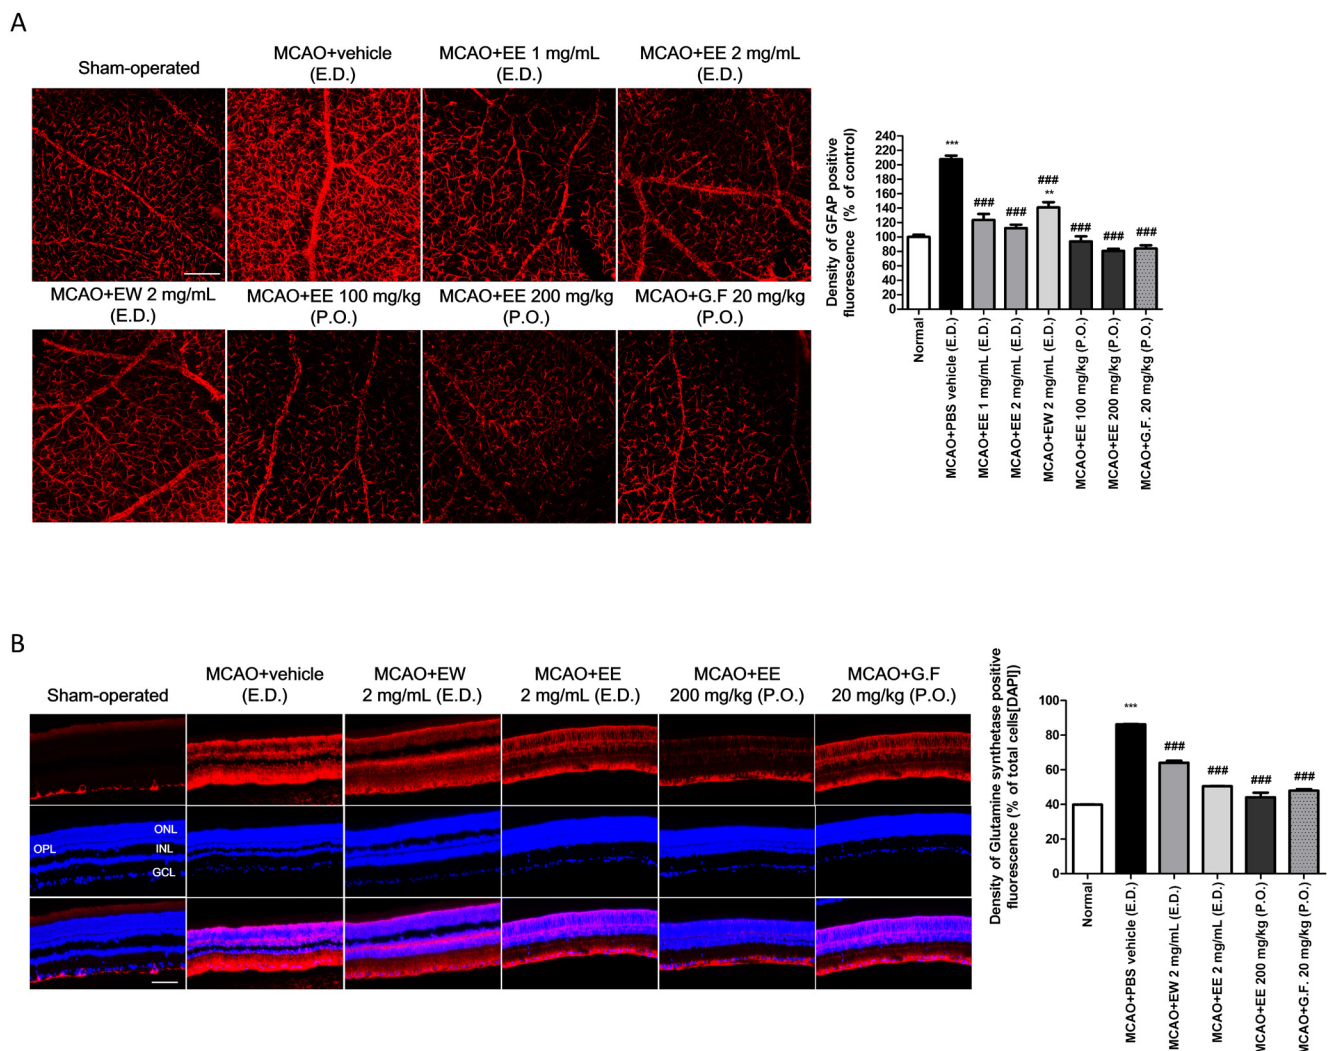 A
Sham-operated
MCAO+vehicle
(E.D.)
MCAO+EE 1 mg/mL
(E.D.)
MCAO+EE 2 mg/mL
(E.D.)
MCAO+EW 2 mg/mL
(E.D.)
MCAO+EE 100 mg/kg
(P.O.)
MCAO+EE 200 mg/kg
(P.O.)
MCAO+G.F 20 mg/kg
(P.O.)
Density of GFAP positive
fluorescence (% of control)
240
220
200
180
160
140
120
100
80
60
40
20
0
***
###
###
###
**
###
###
###
Normal
MCAO+PBS vehicle (E.D.)
MCAO+EE 1 mg/mL (E.D.)
MCAO+EE 2 mg/mL (E.D.)
MCAO+EW 2 mg/mL (E.D.)
MCAO+EE 100 mg/kg (P.O.)
MCAO+EE 200 mg/kg (P.O.)
MCAO+G.F. 20 mg/kg (P.O.)
B
Sham-operated
MCAO+vehicle
(E.D.)
MCAO+EW
2 mg/mL (E.D.)
MCAO+EE
2 mg/mL (E.D.)
MCAO+EE
200 mg/kg (P.O.)
MCAO+G.F
20 mg/kg (P.O.)
ONL
OPL
INL
GCL
Density of Glutamine synthetase positive
fluorescence (% of total cells[DAPI])
100
80
60
40
20
0
***
###
###
###
###
Normal
MCAO+PBS vehicle (E.D.)
MCAO+EW 2 mg/mL (E.D.)
MCAO+EE 2 mg/mL (E.D.)
MCAO+EE 200 mg/kg (P.O.)
MCAO+G.F. 20 mg/kg (P.O.)